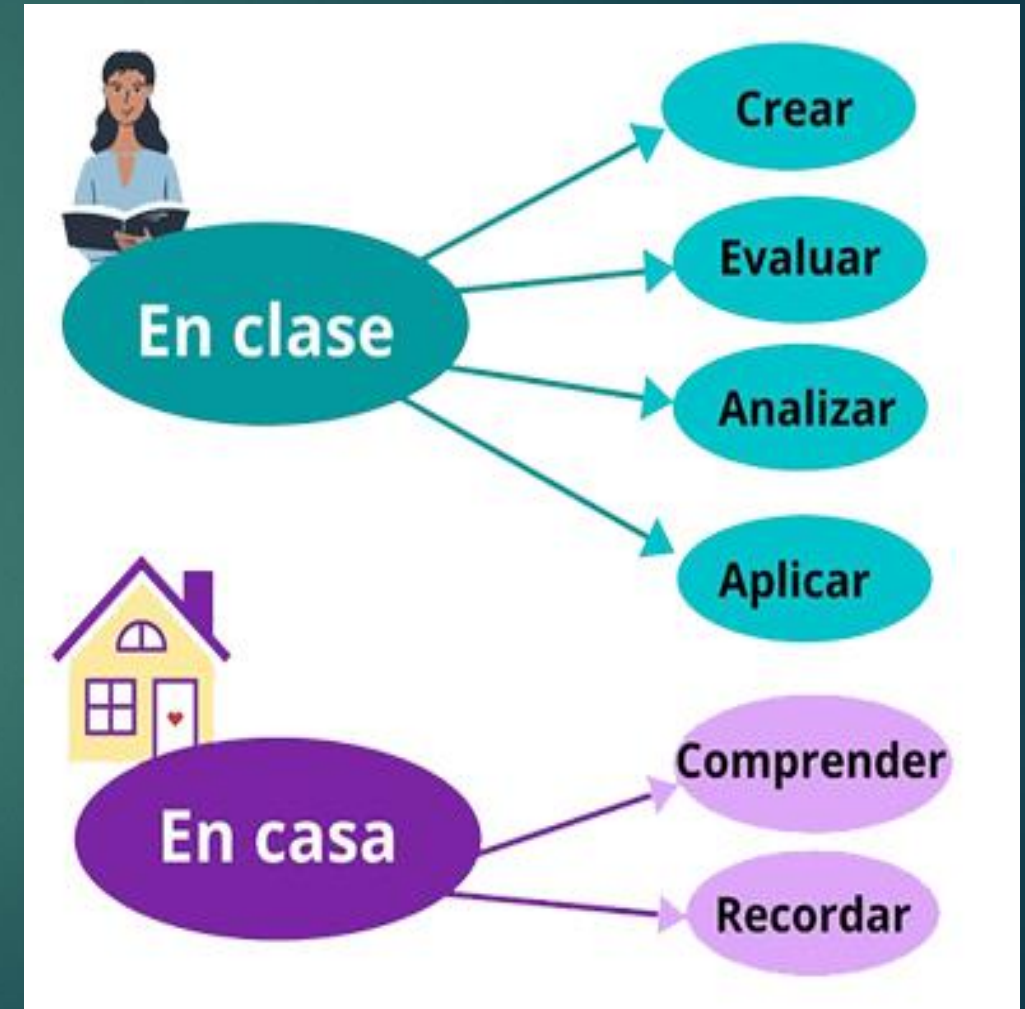 En clase
Crear
Evaluar
Analizar
Aplicar
En casa
Comprender
Recordar